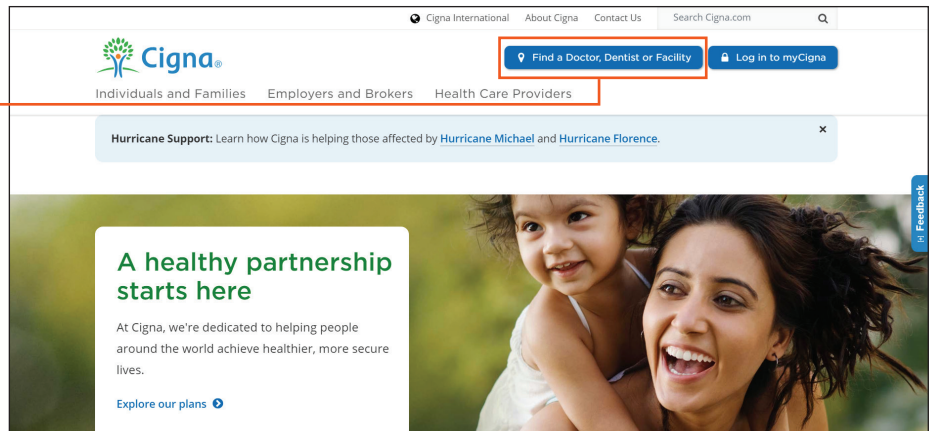 Cigna International About Cigna Contact Us Search Cigna.com
Cigna®
Find a Doctor, Dentist or Facility
Log in to myCigna
Individuals and Families Employers and Brokers Health Care Providers
Hurricane Support: Learn how Cigna is helping those affected by Hurricane Michael and Hurricane Florence. ×
[+] Feedback
A healthy partnership
starts here
At Cigna, we're dedicated to helping people
around the world achieve healthier, more secure
lives.
Explore our plans